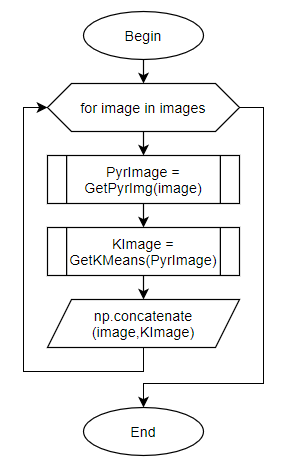 Begin
for image in images
PyrImage =
GetPyrImg(image)
KImage =
GetKMeans(PyrImage)
np.concatenate
(image,KImage)
End